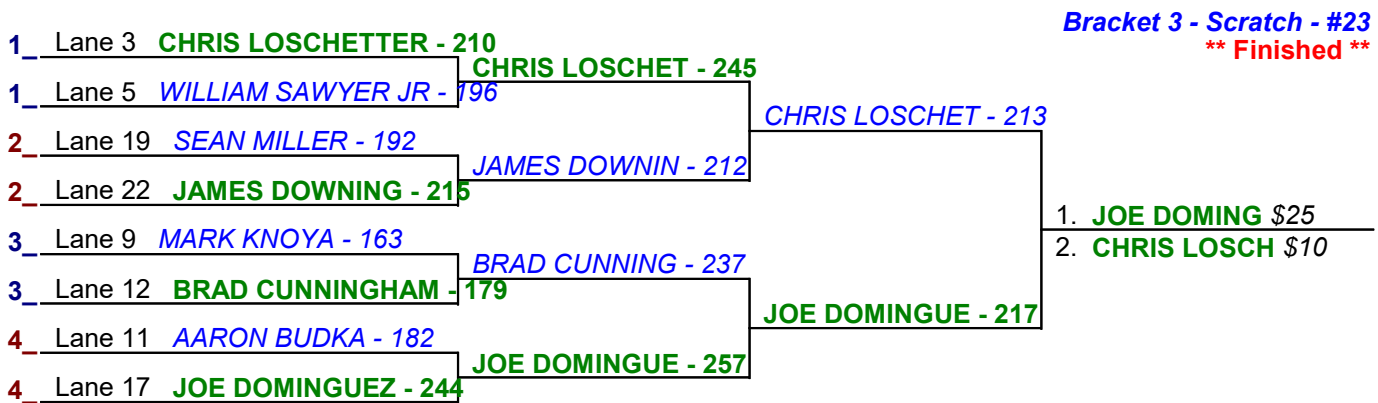 Bracket 3 - Scratch - #23
** Finished **
1_ Lane 3 CHRIS LOSCHETTER - 210
1_ Lane 5 WILLIAM SAWYER JR - 196
2_ Lane 19 SEAN MILLER - 192
2_ Lane 22 JAMES DOWNING - 215
3_ Lane 9 MARK KNOYA - 163
3_ Lane 12 BRAD CUNNINGHAM - 179
4_ Lane 11 AARON BUDKA - 182
4_ Lane 17 JOE DOMINGUEZ - 244
CHRIS LOSCHET - 245
JAMES DOWNIN - 212
BRAD CUNNING - 237
JOE DOMINGUE - 257
CHRIS LOSCHET - 213
JOE DOMINGUE - 217
1. JOE DOMING $25
2. CHRIS LOSCH $10